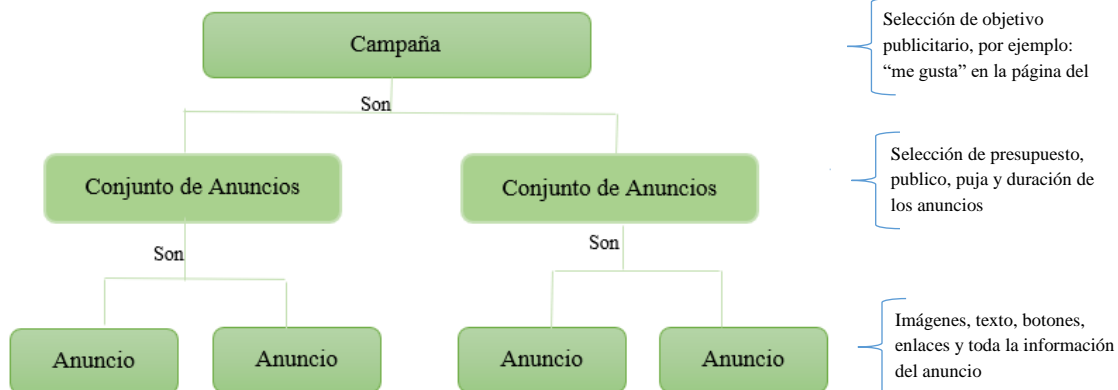 Campaña
Selección de objetivo
publicitario, por ejemplo:
“me gusta” en la página del
Son
Conjunto de Anuncios
Conjunto de Anuncios
Selección de presupuesto,
publico, puja y duración de
los anuncios
Son
Son
Anuncio
Anuncio
Anuncio
Anuncio
Imágenes, texto, botones,
enlaces y toda la información
del anuncio